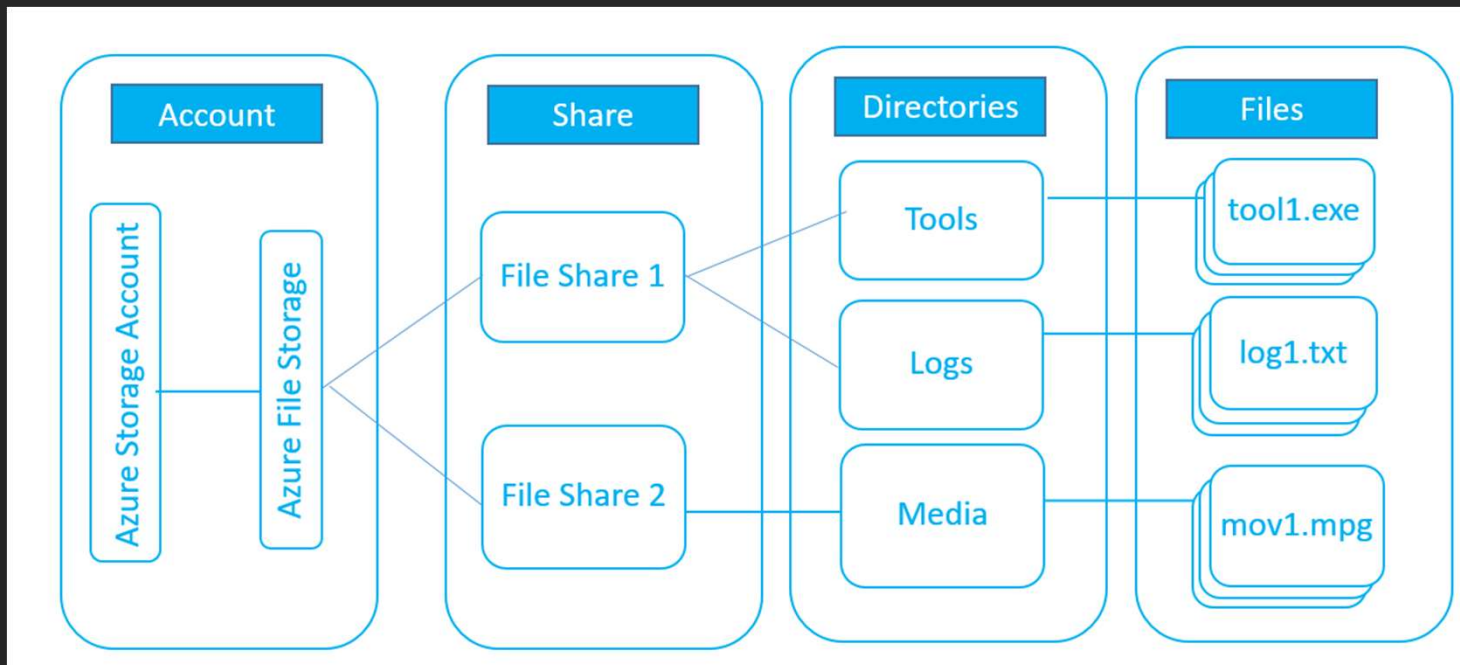 Account
Azure Storage Account
Azure File Storage
Share
File Share 1
File Share 2
Directories
Tools
Logs
Media
Files
tool1.exe
log1.txt
mov1.mpg